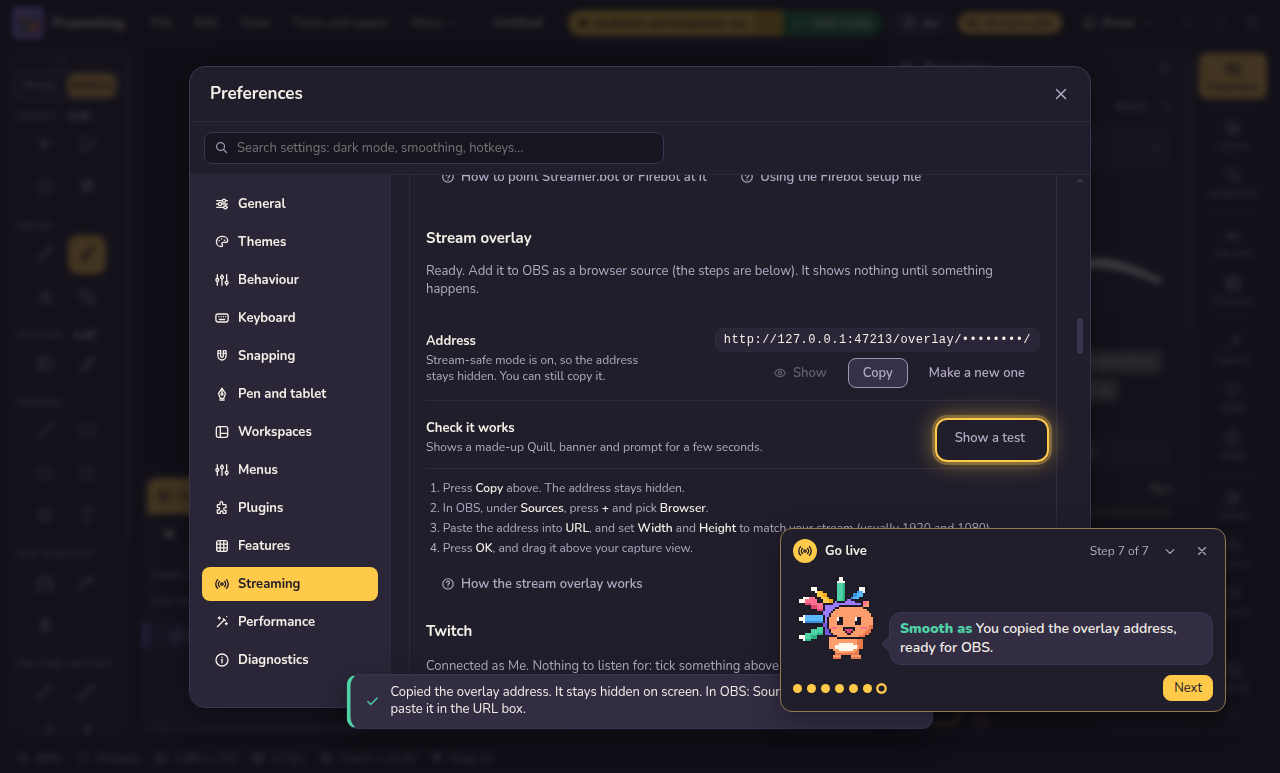 Preferences
Search settings: dark mode, smoothing, hotkeys...
General
Themes
Behaviour
Keyboard
Snapping
Pen and tablet
Workspaces
Menus
Plugins
Features
Streaming
Performance
Diagnostics
How to point Streamer.bot or Firebot at it
Using the Firebot setup file
Stream overlay
Ready. Add it to OBS as a browser source (the steps are below). It shows nothing until something
happens.
Address
Stream-safe mode is on, so the address
stays hidden. You can still copy it.
http://127.0.0.1:47213/overlay/••••••••/
Show
Copy
Make a new one
Check it works
Shows a made-up Quill, banner and prompt for a few seconds.
Show a test
1. Press Copy above. The address stays hidden.
2. In OBS, under Sources, press + and pick Browser.
3. Paste the address into URL, and set Width and Height to match your stream (usually 1920 and 1080).
4. Press OK, and drag it above your capture view.
How the stream overlay works
Twitch
Connected as Me. Nothing to listen for: tick something above
Copied the overlay address. It stays hidden on screen. In OBS:
paste it in the URL box.
Go live
Step 7 of 7
Smooth as You copied the overlay address,
ready for OBS.
Next